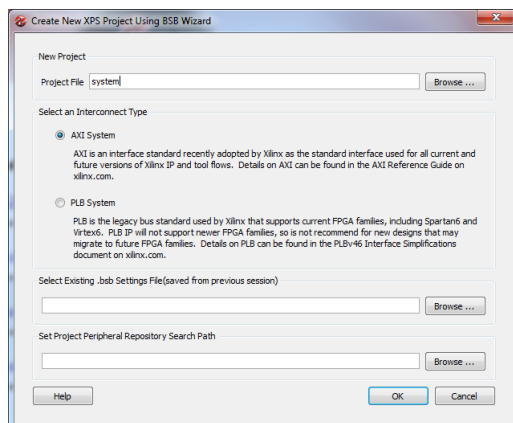 Create New XPS Project Using BSB Wizard
New Project
Project File system Browse ...
Select an Interconnect Type
AXI System
AXI is an interface standard recently adopted by Xilinx as the standard interface used for all current and
future versions of Xilinx IP and tool flows. Details on AXI can be found in the AXI Reference Guide on
xilinx.com.
PLB System
PLB is the legacy bus standard used by Xilinx that supports current FPGA families, including Spartan6 and
Virtex6. PLB IP will not support newer FPGA families, so is not recommend for new designs that may
migrate to future FPGA families. Details on PLB can be found in the PLBv46 Interface Simplifications
document on xilinx.com.
Select Existing .bsb Settings File(saved from previous session)
Browse ...
Set Project Peripheral Repository Search Path
Browse ...
Help OK Cancel